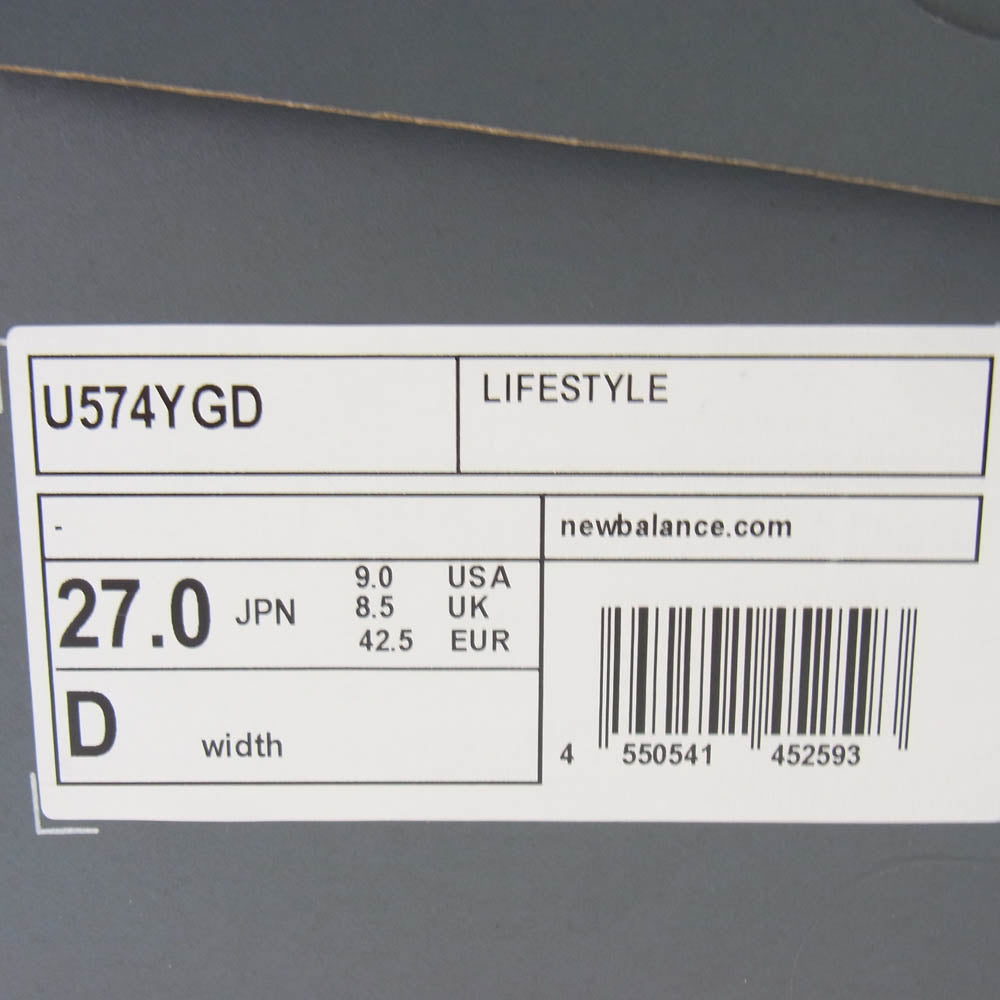 U574YGD
LIFESTYLE
-
newbalance.com
27.0 JPN
9.0 USA
8.5 UK
42.5 EUR
D width
4 550541 452593